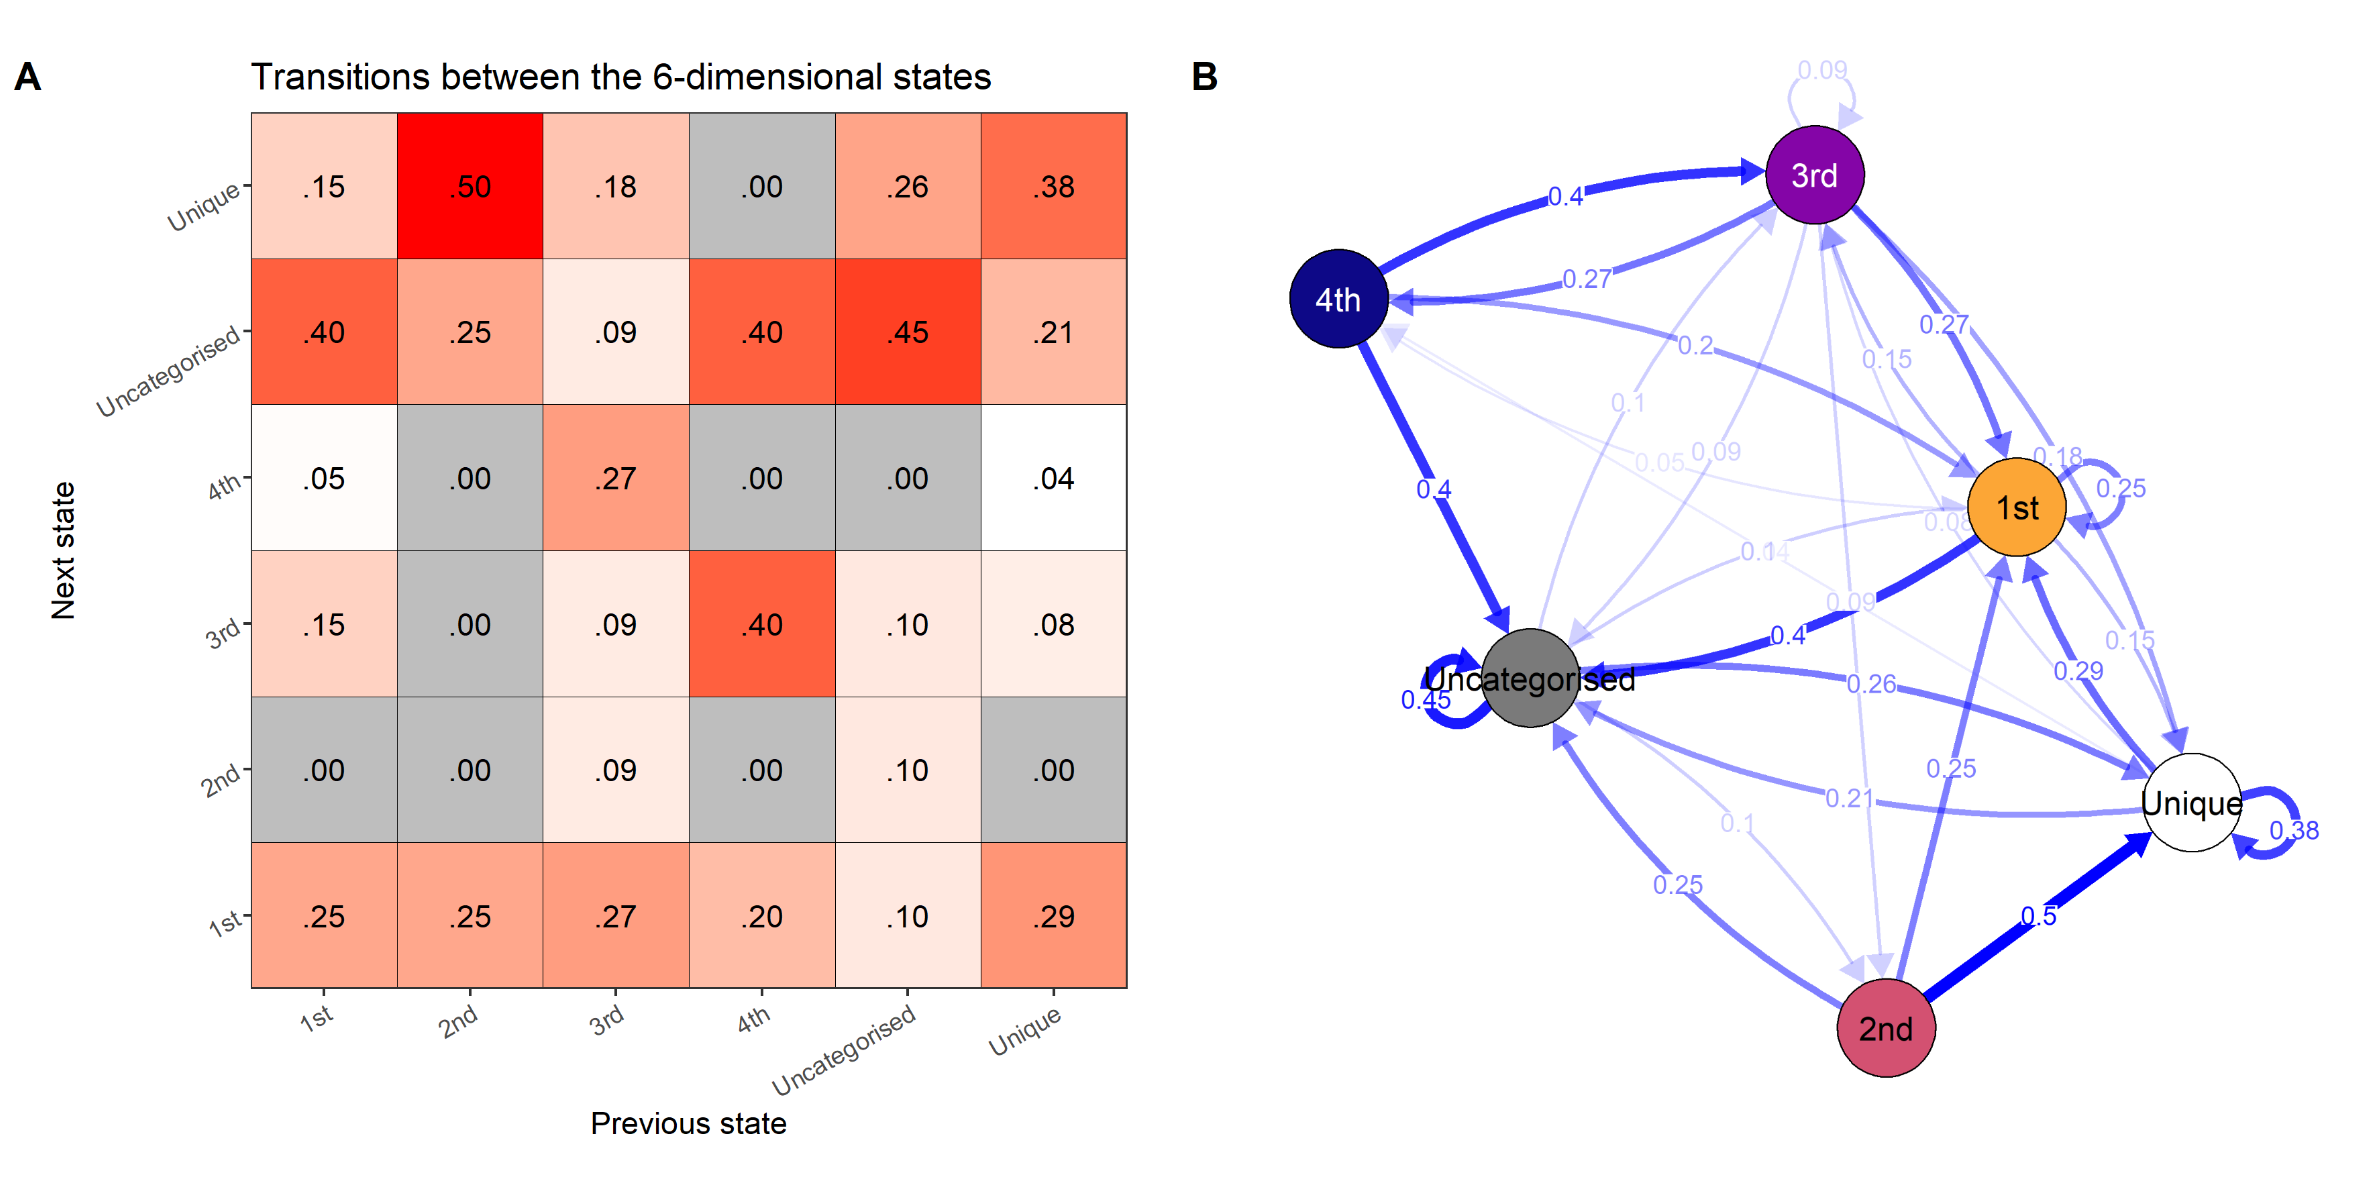 A
Transitions between the 6-dimensional states
Unique
.15 .50 .18 .00 .26 .38
Uncategorised
.40 .25 .09 .40 .45 .21
4th
.05 .00 .27 .00 .00 .04
3rd
.15 .00 .09 .40 .10 .08
2nd
.00 .00 .09 .00 .10 .00
1st
.25 .25 .27 .20 .10 .29
Next state
1st 2nd 3rd 4th Uncategorised Unique
Previous state
B
0.09
3rd
0.4
0.27
4th
0.27
0.2
0.15
0.1
0.09
0.05
0.18
0.25
0.4
1st
0.08
0.1
0.04
0.09
0.4
0.15
0.29
Uncategorised
0.45
0.26
0.25
0.21
0.1
Unique
0.38
0.25
0.5
2nd